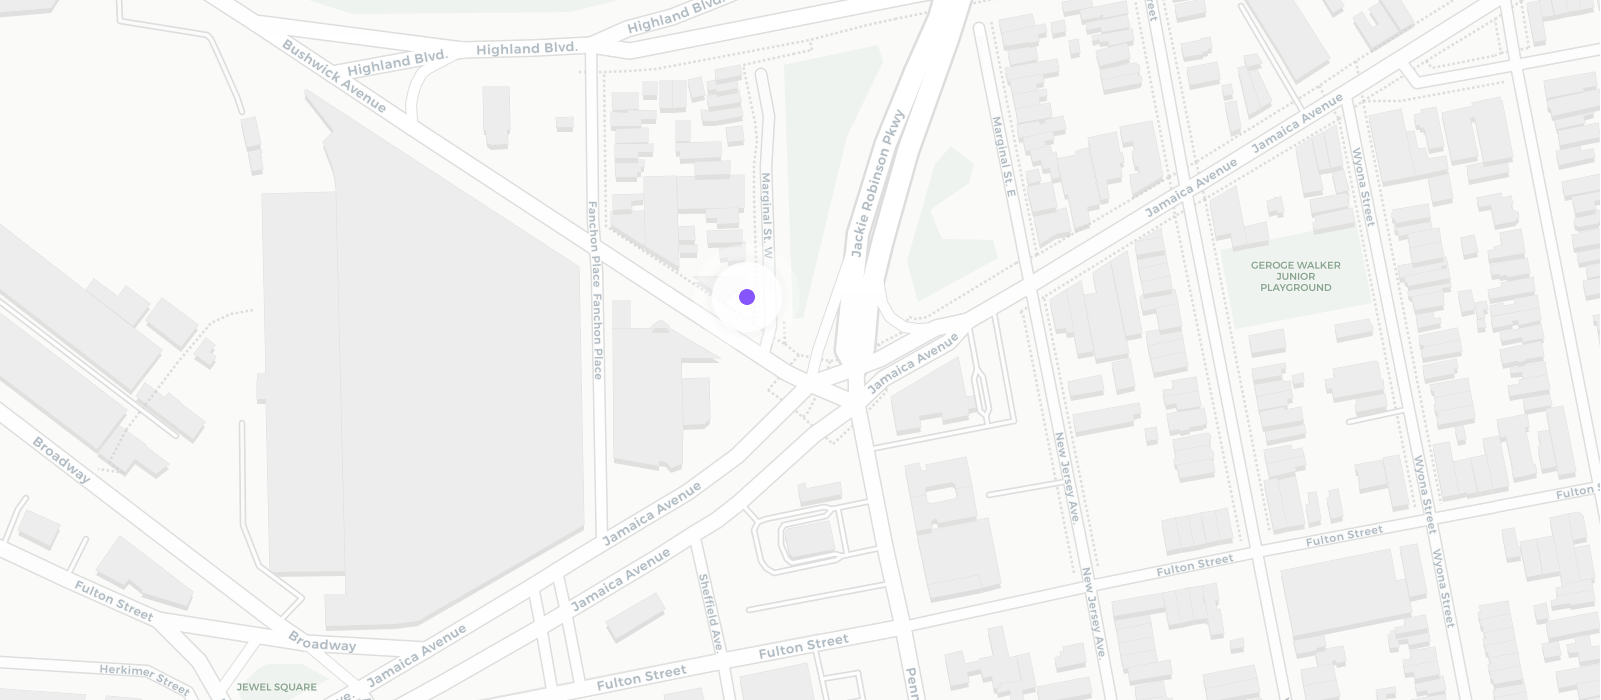 Highland Blvd.
Highland Blvd.
Highland Blvd.
Bushwick Avenue
Jackie Robinson Pkwy
Marginal St. E
Marginal St. W
Jamaica Avenue
Jamaica Avenue
Wyona Street
Fanchon Place
Fanchon Place
GEROGE WALKER
JUNIOR
PLAYGROUND
Jamaica Avenue
Broadway
New Jersey Ave.
Wyona Street
Jamaica Avenue
Fulton S
Fulton Street
Fulton Street
Jamaica Avenue
Wyona Street
New Jersey Ave.
Sheffield Ave.
Fulton Street
Broadway
Jamaica Avenue
Fulton Street
Fulton Street
Herkimer Street
JEWEL SQUARE
Penn
ve.
reet